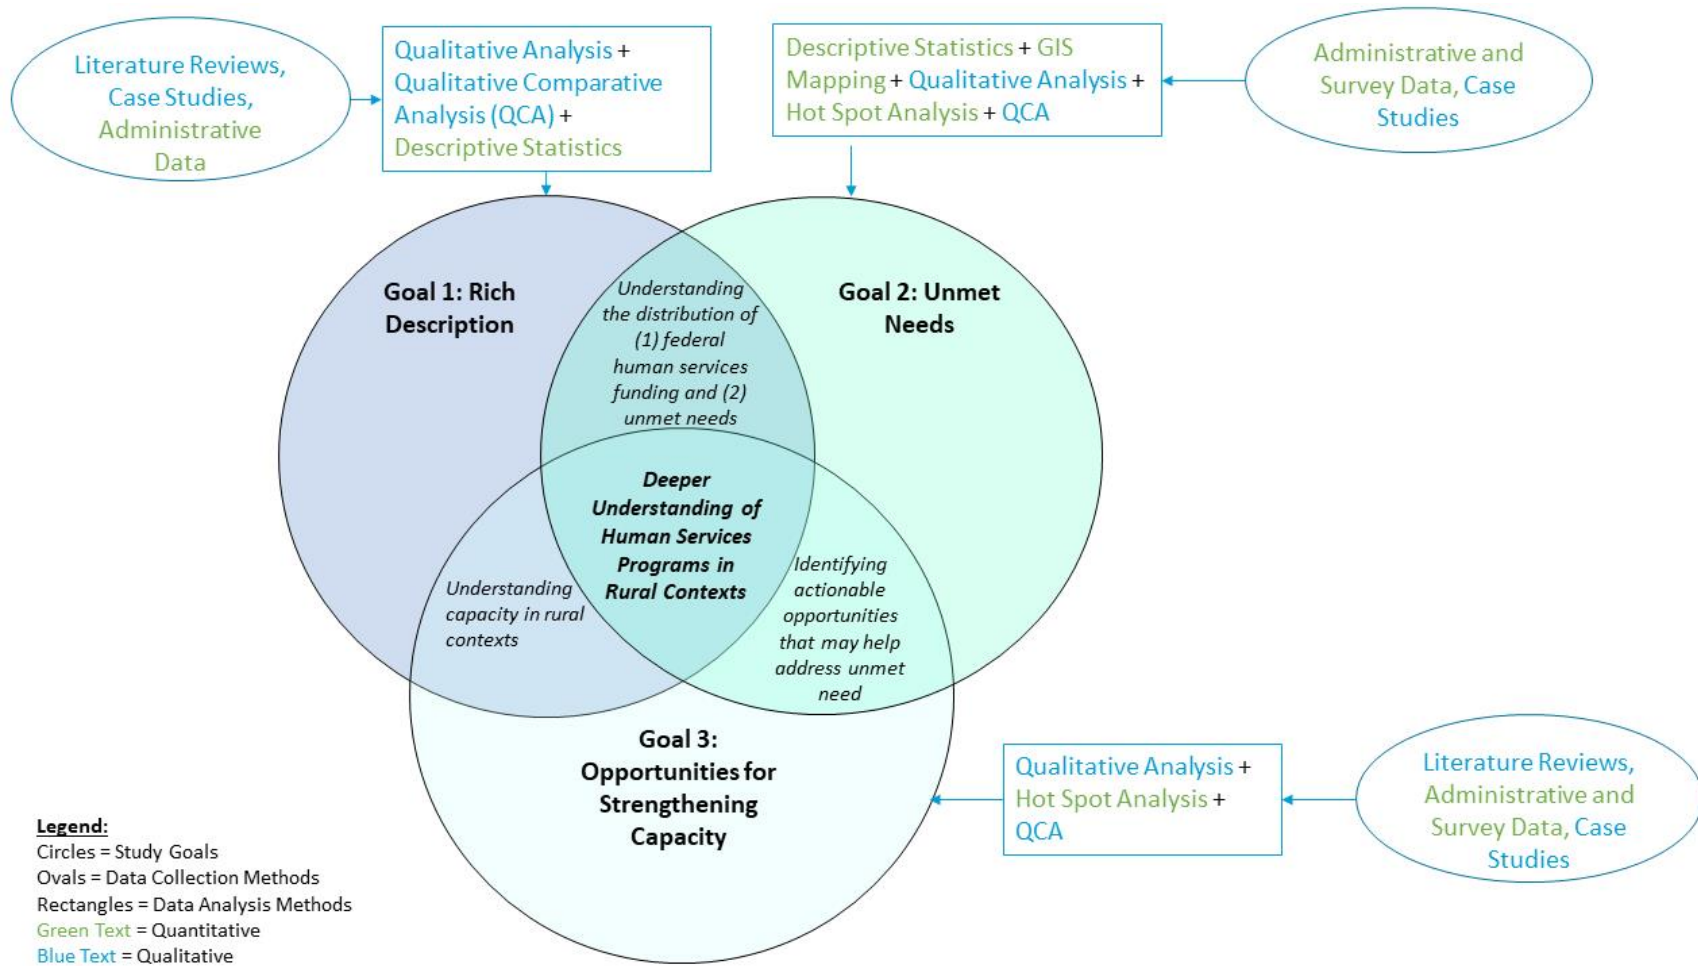 Literature Reviews,
Case Studies,
Administrative
Data
Qualitative Analysis +
Qualitative Comparative
Analysis (QCA) +
Descriptive Statistics
Descriptive Statistics + GIS
Mapping + Qualitative Analysis +
Hot Spot Analysis + QCA
Administrative and
Survey Data, Case
Studies
Goal 1: Rich
Description
Understanding
the distribution of
(1) federal
human services
funding and (2)
unmet needs
Goal 2: Unmet
Needs
Deeper
Understanding of
Human Services
Programs in
Rural Contexts
Understanding
capacity in rural
contexts
Identifying
actionable
opportunities
that may help
address unmet
need
Goal 3:
Opportunities for
Strengthening
Capacity
Qualitative Analysis +
Hot Spot Analysis +
QCA
Literature Reviews,
Administrative and
Survey Data, Case
Studies
Legend:
Circles = Study Goals
Ovals = Data Collection Methods
Rectangles = Data Analysis Methods
Green Text = Quantitative
Blue Text = Qualitative